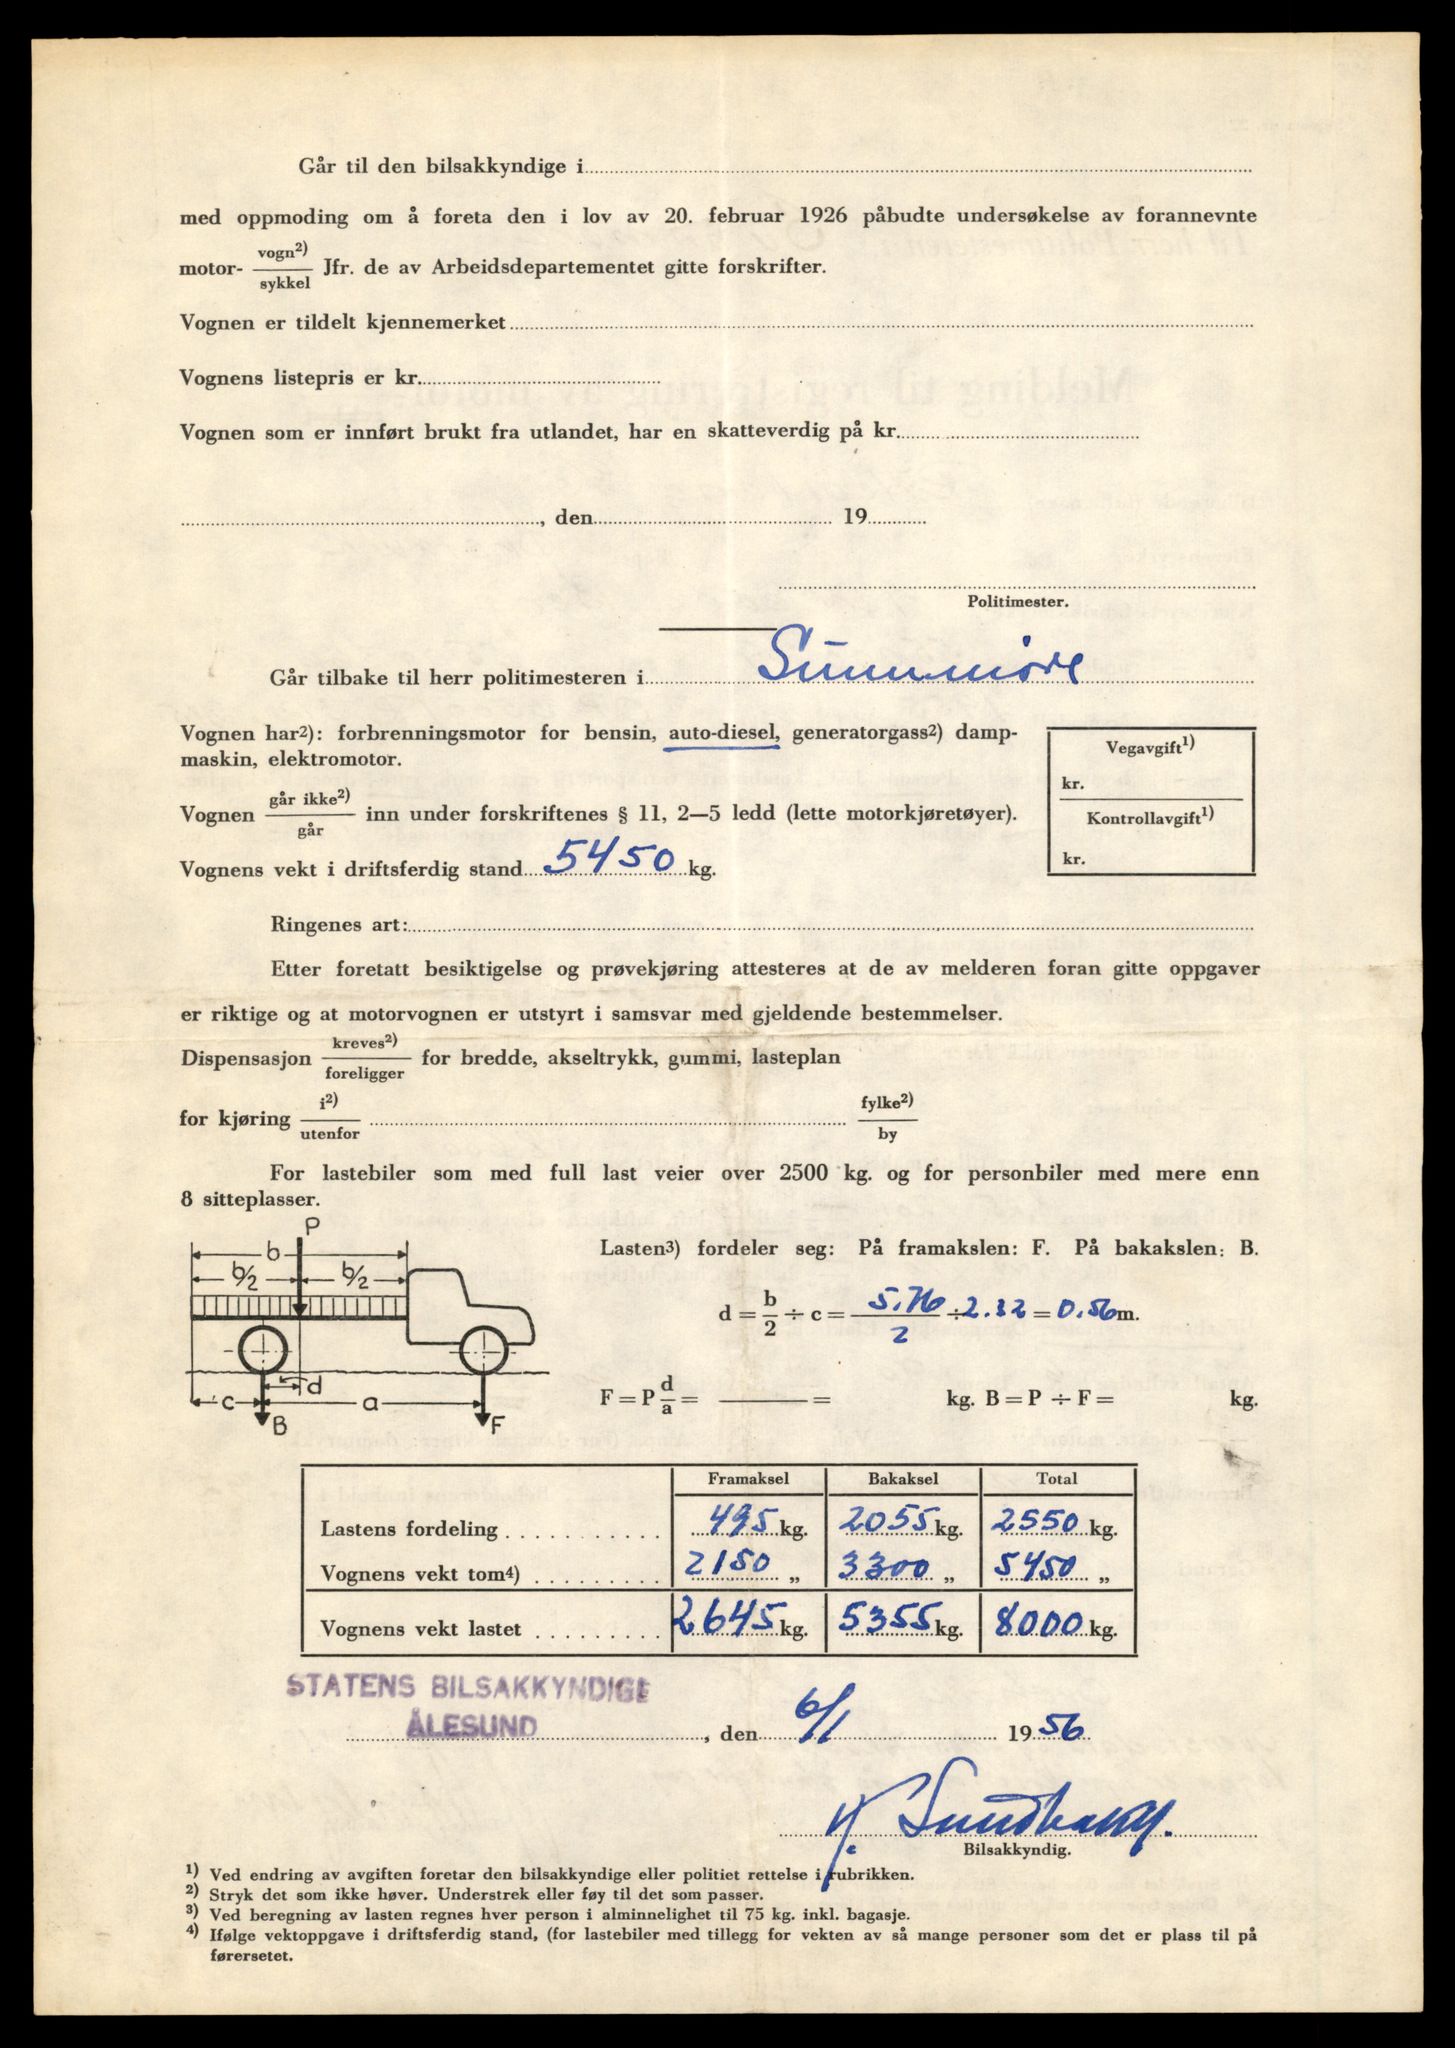 Går til den bilsakkyndige i
med oppmoding om å foreta den i lov av 20. februar 1926 påbudte undersøkelse av forannevnte
motor- vogn2)/sykkel Jfr. de av Arbeidsdepartementet gitte forskrifter.
Vognen er tildelt kjennemerket
Vognens listepris er kr.
Vognen som er innført brukt fra utlandet, har en skatteverdig på kr.
, den 19
Politimester.
Går tilbake til herr politimesteren i Sunnmøre
Vognen har2): forbrenningsmotor for bensin, auto-diesel, generatorgass2) damp-
maskin, elektromotor.
Vognen går ikke2)/går inn under forskriftenes § 11, 2—5 ledd (lette motorkjøretøyer).
Vegavgift1)
kr.
Kontrollavgift1)
kr.
Vognens vekt i driftsferdig stand 5450 kg.
Ringenes art:
Etter foretatt besiktigelse og prøvekjøring attesteres at de av melderen foran gitte oppgaver
er riktige og at motorvognen er utstyrt i samsvar med gjeldende bestemmelser.
Dispensasjon kreves2)/foreligger for bredde, akseltrykk, gummi, lasteplan
for kjøring i2)/utenfor fylke2)/by
For lastebiler som med full last veier over 2500 kg. og for personbiler med mere enn
8 sitteplasser.
P
b
b/2 b/2
d
c a
B F
Lasten3) fordeler seg: På framakslen: F. På bakakslen: B.
d = b/2 ÷ c = 5.76/2 ÷ 2.32 = 0.56 m.
F = P d/a = = kg. B = P ÷ F = kg.
Framaksel Bakaksel Total
Lastens fordeling 495 kg. 2055 kg. 2550 kg.
Vognens vekt tom4) 2150 „ 3300 „ 5450 „
Vognens vekt lastet 2645 kg. 5355 kg. 8000 kg.
STATENS BILSAKKYNDIGE
ÅLESUND , den 6/1 1956
K. Sundbakk.
Bilsakkyndig.
1) Ved endring av avgiften foretar den bilsakkyndige eller politiet rettelse i rubrikken.
2) Stryk det som ikke høver. Understrek eller føy til det som passer.
3) Ved beregning av lasten regnes hver person i alminnelighet til 75 kg. inkl. bagasje.
4) Ifølge vektoppgave i driftsferdig stand, (for lastebiler med tillegg for vekten av så mange personer som det er plass til på
førersetet.